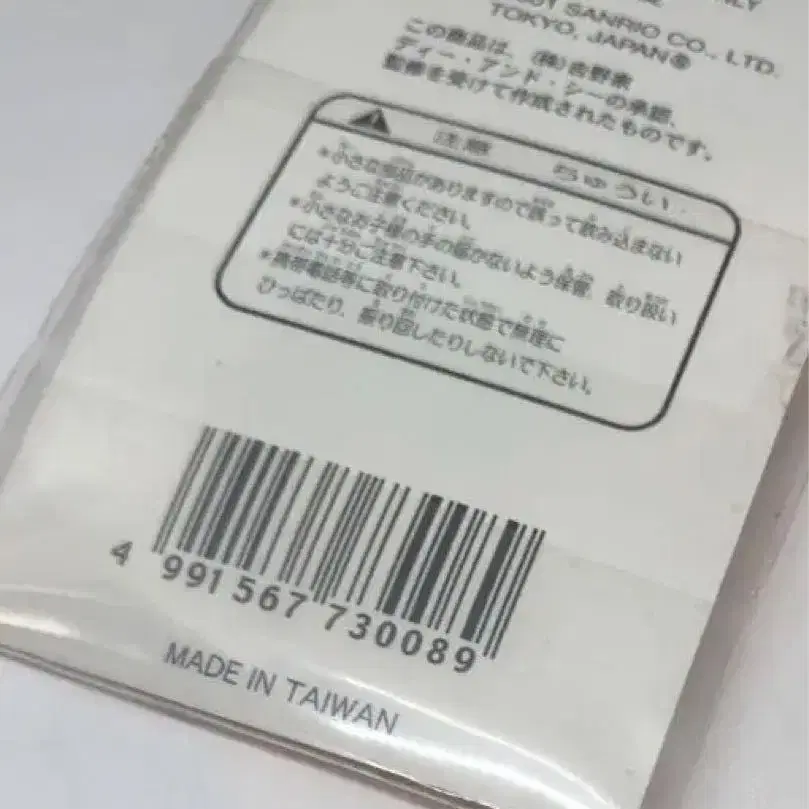 SANRIO CO., LTD.
TOKYO, JAPAN®
この商品は、(株)吉野家
ディー・アンド・シーの承認、
監修を受けて作成されたものです。
注意 ちゅうい
*小さな部品がありますので誤って飲み込まない
ようご注意ください。
*小さなお子様の手の届かないよう保管、取り扱い
には十分ご注意下さい。
*携帯電話等に取り付けた状態で無理に
ひっぱたり、振り回したりしないで下さい。
4 991567 730089
MADE IN TAIWAN